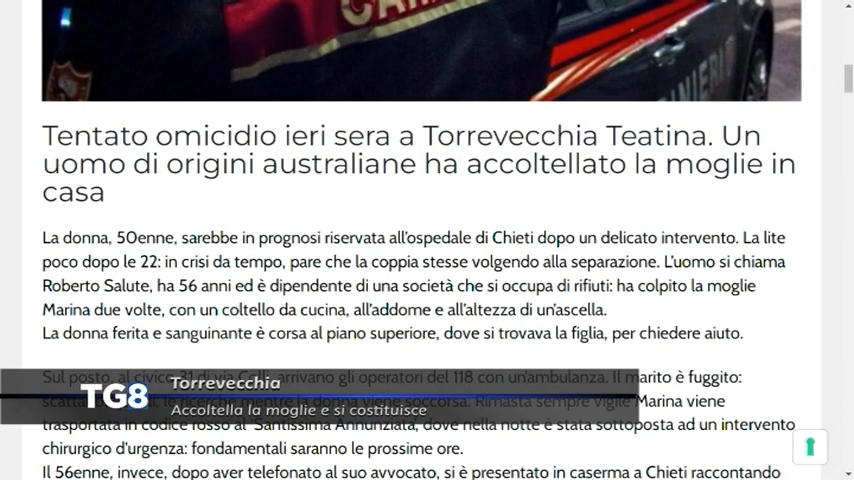 CARA
INIERI
Tentato omicidio ieri sera a Torrevecchia Teatina. Un
uomo di origini australiane ha accoltellato la moglie in
casa
La donna, 50enne, sarebbe in prognosi riservata all'ospedale di Chieti dopo un delicato intervento. La lite
poco dopo le 22: in crisi da tempo, pare che la coppia stesse volgendo alla separazione. L'uomo si chiama
Roberto Salute, ha 56 anni ed è dipendente di una società che si occupa di rifiuti: ha colpito la moglie
Marina due volte, con un coltello da cucina, all'addome e all'altezza di un'ascella.
La donna ferita e sanguinante è corsa al piano superiore, dove si trovava la figlia, per chiedere aiuto.
Sul posto, al civico 31 di via Colli, arrivano gli operatori del 118 con un'ambulanza. Il marito è fuggito:
le ricerche mentre la donna viene soccorsa. Rimasta sempre vigile Marina viene
trasportata in codice rosso al 'Santissima Annunziata', dove nella notte è stata sottoposta ad un intervento
chirurgico d'urgenza: fondamentali saranno le prossime ore.
Il 56enne, invece, dopo aver telefonato al suo avvocato, si è presentato in caserma a Chieti raccontando
TG8
Torrevecchia
Accoltella la moglie e si costituisce